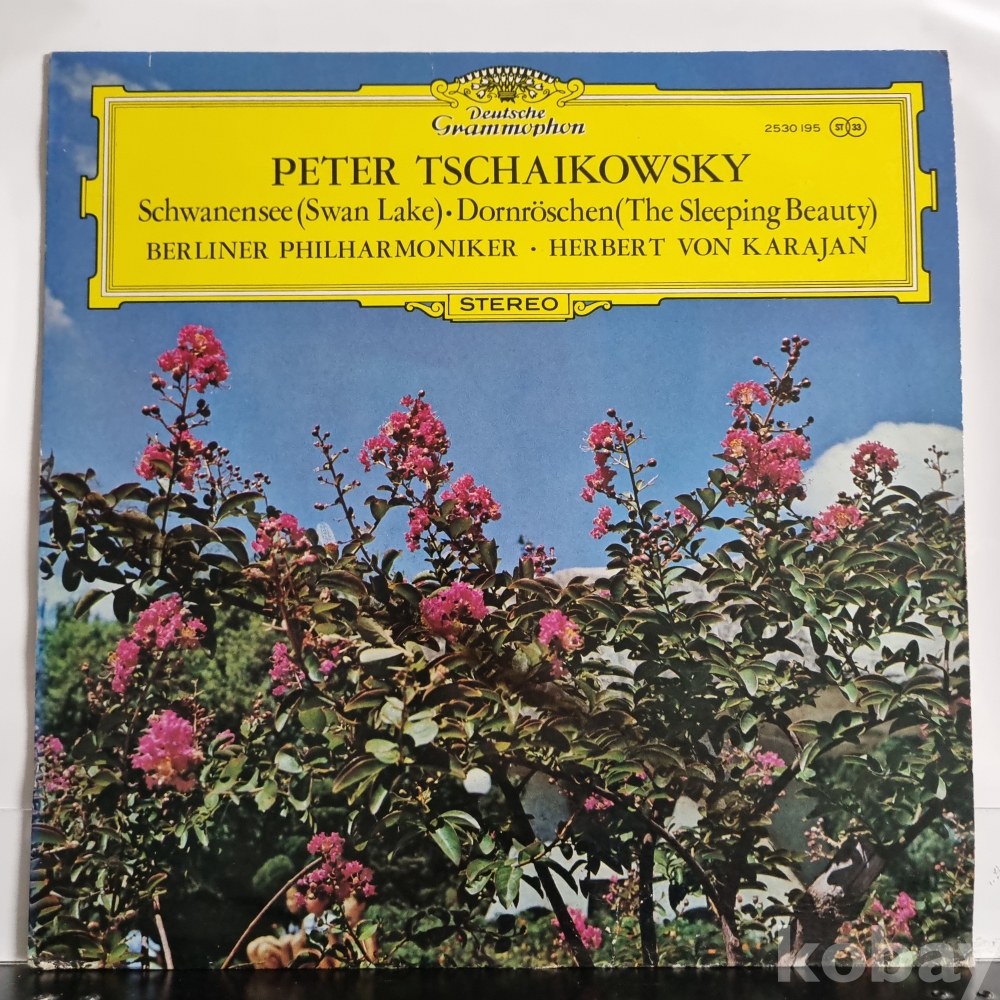 Deutsche
Grammophon
2530 195 ST 33
PETER TSCHAIKOWSKY
Schwanensee (Swan Lake) · Dornröschen (The Sleeping Beauty)
BERLINER PHILHARMONIKER · HERBERT VON KARAJAN
STEREO
kobay